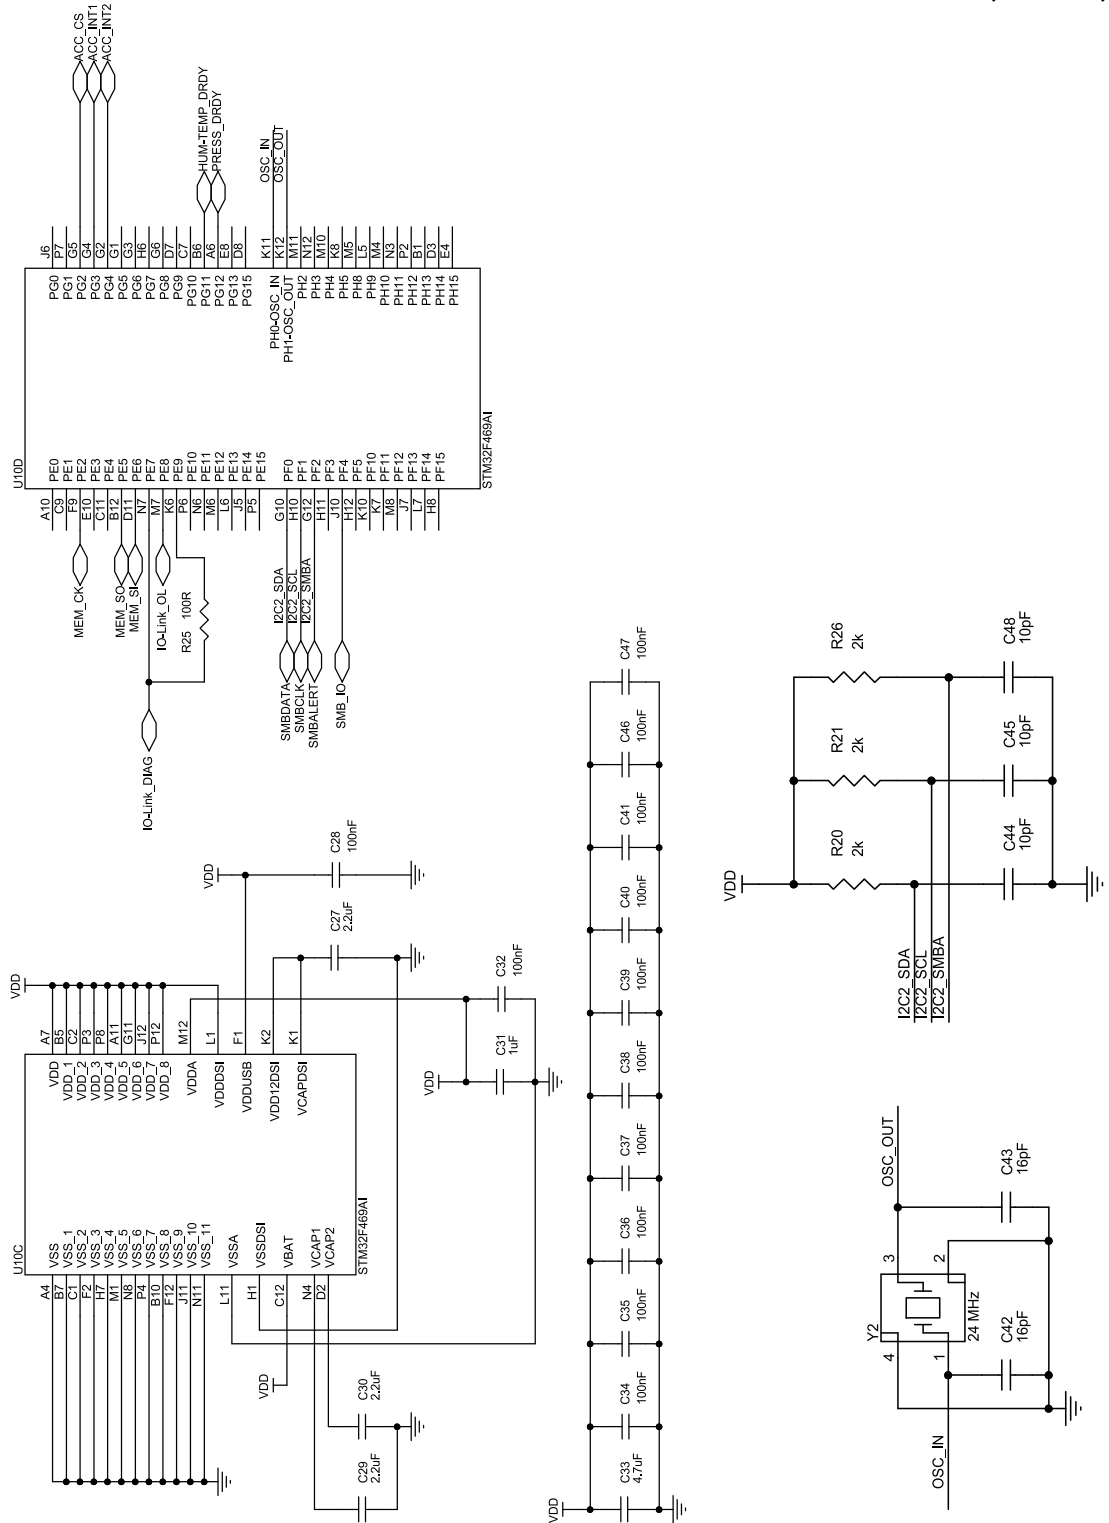 U10C
A4 VSS
B7 VSS_1
C1 VSS_2
F2 VSS_3
H7 VSS_4
M1 VSS_5
N8 VSS_6
P4 VSS_7
B10 VSS_8
F12 VSS_9
J11 VSS_10
N11 VSS_11
L11 VSSA
H1 VSSDSI
C12 VBAT
N4 VCAP1
D2 VCAP2
VDD A7
VDD_1 B5
VDD_2 C2
VDD_3 P3
VDD_4 P8
VDD_5 A11
VDD_6 G11
VDD_7 J12
VDD_8 P12
VDDA M12
VDDDSI L1
VDDUSB F1
VDD12DSI K2
VCAPDSI K1
STM32F469AI
VDD
VDD
VDD
VDD
C29
2.2uF
C30
2.2uF
C31
1uF
C32
100nF
C27
2.2uF
C28
100nF
U10D
A10 PE0
C9 PE1
F9 PE2
E10 PE3
C11 PE4
B12 PE5
D11 PE6
N7 PE7
M7 PE8
K6 PE9
P6 PE10
N6 PE11
M6 PE12
L6 PE13
J5 PE14
P5 PE15
G10 PF0
H10 PF1
G12 PF2
H11 PF3
J10 PF4
H12 PF5
K10 PF10
K7 PF11
M8 PF12
J7 PF13
L7 PF14
H8 PF15
PG0 J6
PG1 P7
PG2 G5
PG3 G4
PG4 G2
PG5 G1
PG6 G3
PG7 H6
PG8 G6
PG9 D7
PG10 C7
PG11 B6
PG12 A6
PG13 E8
PG15 D8
PH0-OSC_IN K11
PH1-OSC_OUT K12
PH2 M11
PH3 N12
PH4 M10
PH5 K8
PH8 M5
PH9 L5
PH10 M4
PH11 N3
PH12 P2
PH13 B1
PH14 D3
PH15 E4
STM32F469AI
MEM_CK
MEM_SO
MEM_SI
IO-Link_OL
R25 100R
IO-Link_DIAG
SMBDATA I2C2_SDA
SMBCLK I2C2_SCL
SMBALERT I2C2_SMBA
SMB_IO
ACC_CS
ACC_INT1
ACC_INT2
HUM-TEMP_DRDY
PRESS_DRDY
OSC_IN
OSC_OUT
VDD
C33
4.7uF
C34
100nF
C35
100nF
C36
100nF
C37
100nF
C38
100nF
C39
100nF
C40
100nF
C41
100nF
C46
100nF
C47
100nF
OSC_IN
OSC_OUT
Y2
24 MHz
4
1
3
2
C42
16pF
C43
16pF
VDD
R20
2k
R21
2k
R26
2k
I2C2_SDA
I2C2_SCL
I2C2_SMBA
C44
10pF
C45
10pF
C48
10pF